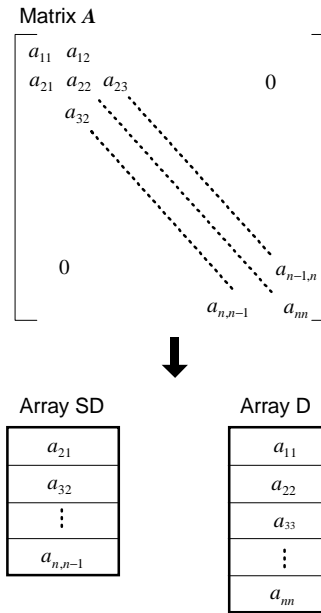 Matrix A
a₁₁ a₁₂
a₂₁ a₂₂ a₂₃ 0
a₃₂
0 aₙ₋₁,ₙ
aₙ,ₙ₋₁ aₙₙ
Array SD Array D
a₂₁ a₁₁
a₃₂ a₂₂
a₃₃
aₙ,ₙ₋₁
aₙₙ